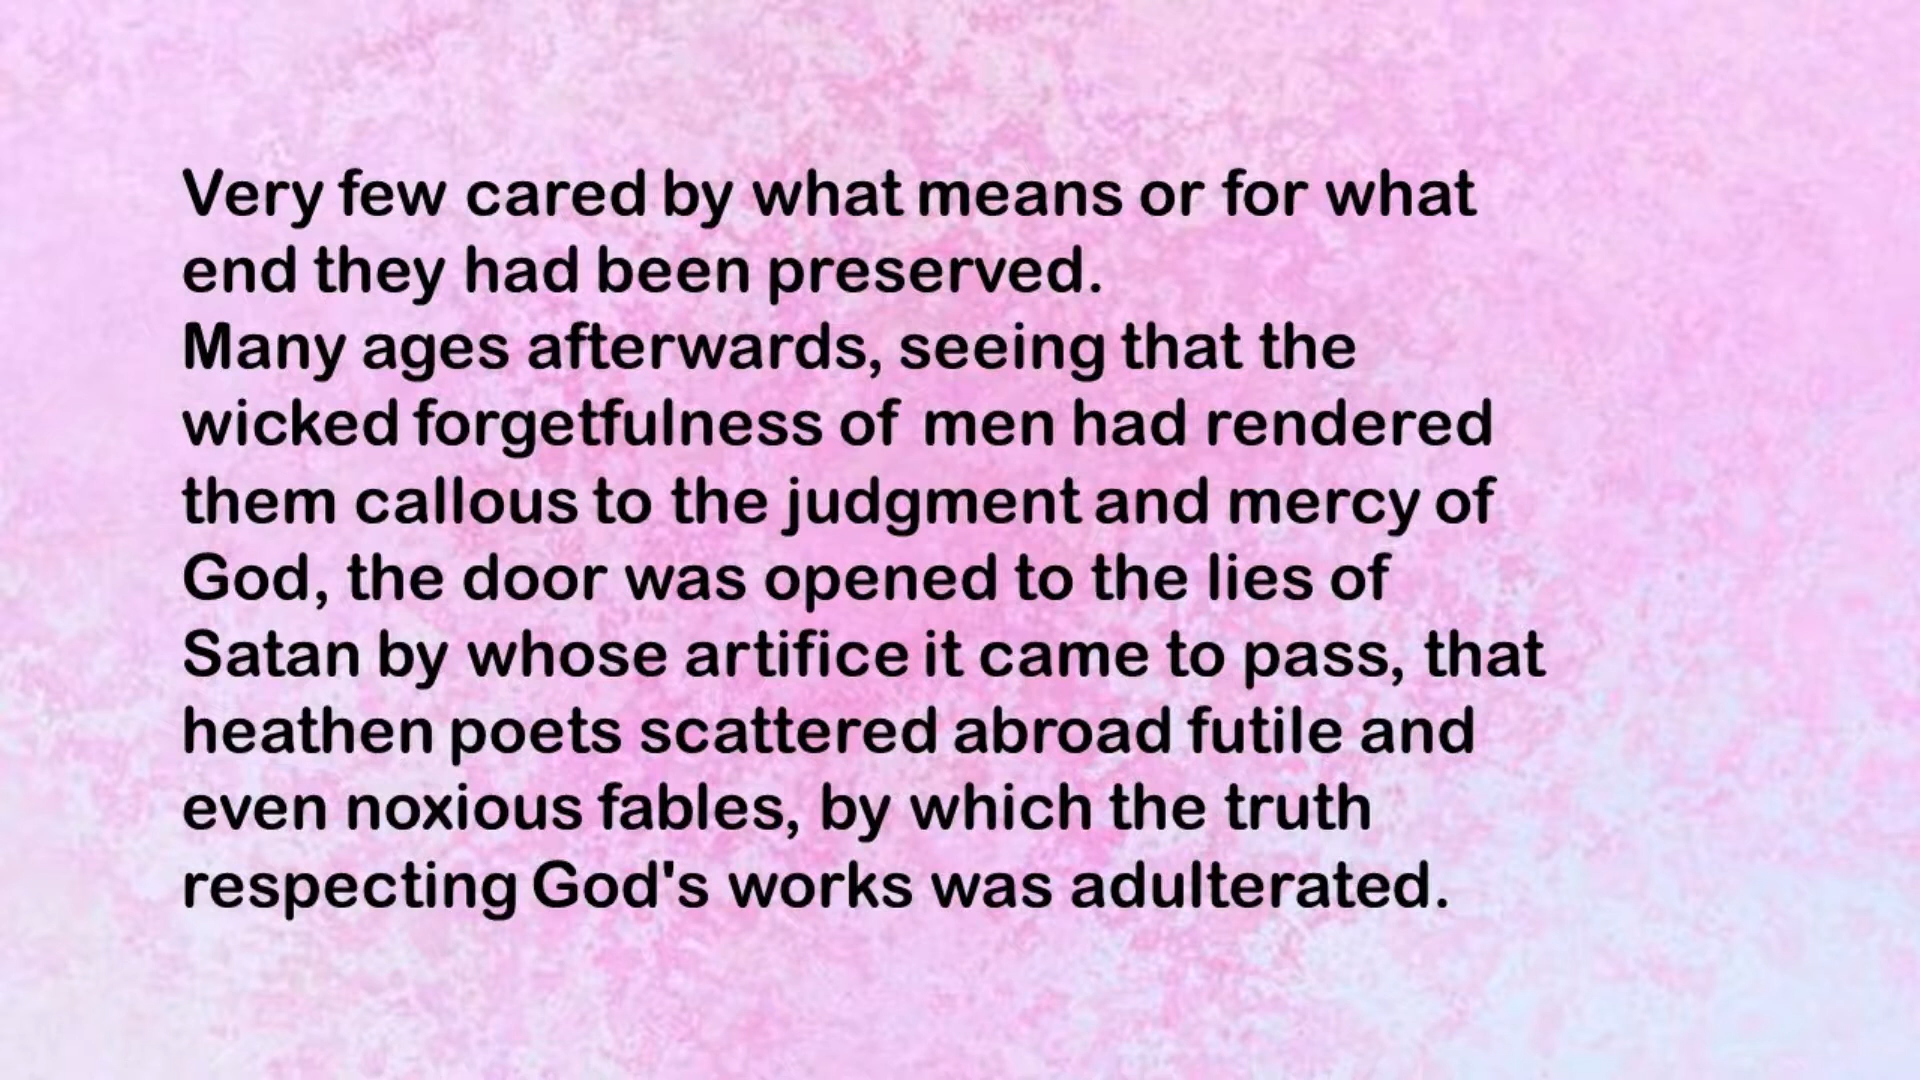 Very few cared by what means or for what
end they had been preserved.
Many ages afterwards, seeing that the
wicked forgetfulness of men had rendered
them callous to the judgment and mercy of
God, the door was opened to the lies of
Satan by whose artifice it came to pass, that
heathen poets scattered abroad futile and
even noxious fables, by which the truth
respecting God's works was adulterated.